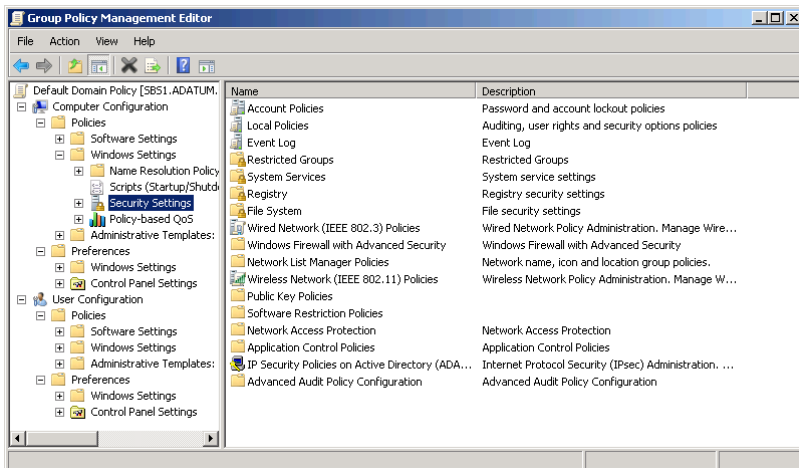 Group Policy Management Editor
File Action View Help
Default Domain Policy [SBS1.ADATUM.
Computer Configuration
Policies
Software Settings
Windows Settings
Name Resolution Policy
Scripts (Startup/Shutd
Security Settings
Policy-based QoS
Administrative Templates:
Preferences
Windows Settings
Control Panel Settings
User Configuration
Policies
Software Settings
Windows Settings
Administrative Templates:
Preferences
Windows Settings
Control Panel Settings
Name Description
Account Policies Password and account lockout policies
Local Policies Auditing, user rights and security options policies
Event Log Event Log
Restricted Groups Restricted Groups
System Services System service settings
Registry Registry security settings
File System File security settings
Wired Network (IEEE 802.3) Policies Wired Network Policy Administration. Manage Wire...
Windows Firewall with Advanced Security Windows Firewall with Advanced Security
Network List Manager Policies Network name, icon and location group policies.
Wireless Network (IEEE 802.11) Policies Wireless Network Policy Administration. Manage W...
Public Key Policies
Software Restriction Policies
Network Access Protection Network Access Protection
Application Control Policies Application Control Policies
IP Security Policies on Active Directory (ADA... Internet Protocol Security (IPsec) Administration. ...
Advanced Audit Policy Configuration Advanced Audit Policy Configuration